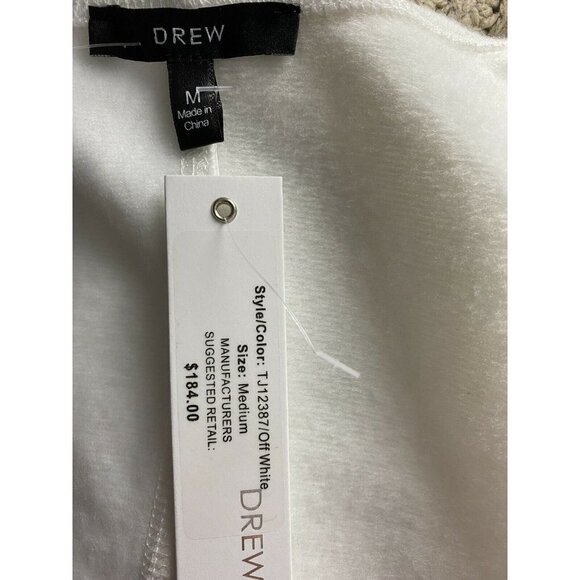 DREW
M
Made in
China
Style/Color: TJ12387/Off White
Size: Medium
MANUFACTURERS
SUGGESTED RETAIL:
$184.00
DREW